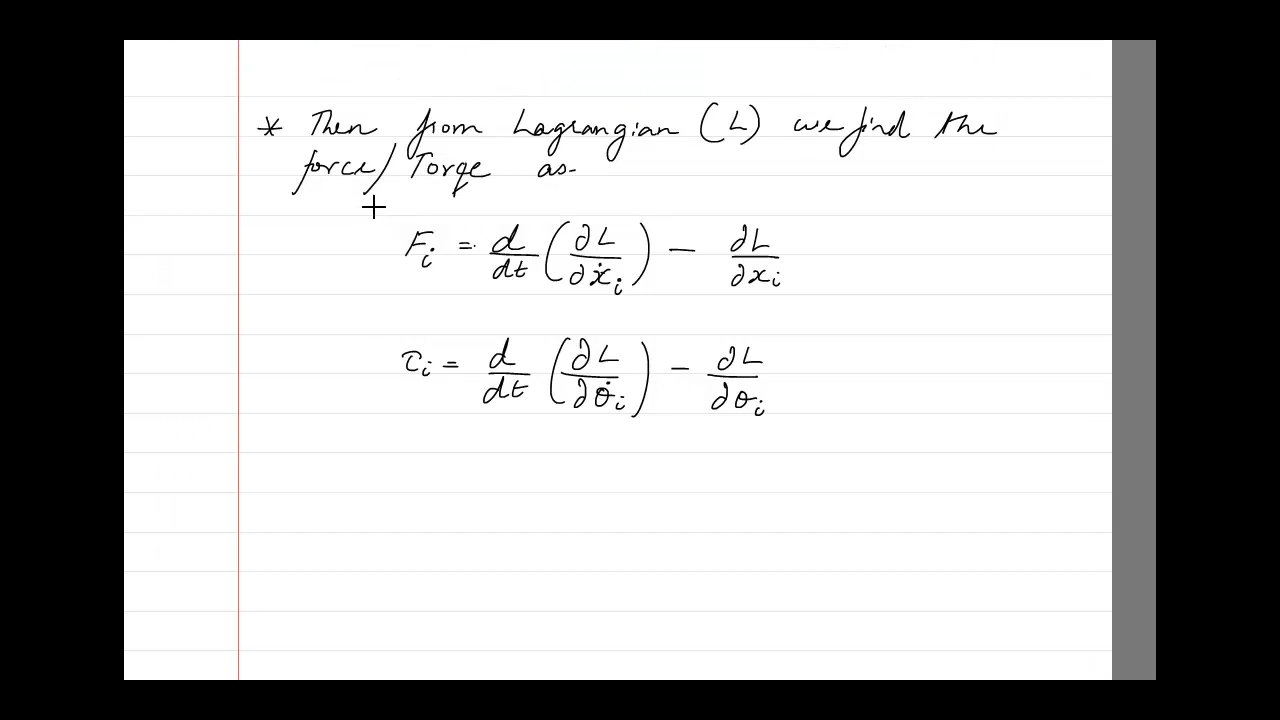 * Then from Lagrangian (L) we find the
force/Torqe as-
F_i = d/dt (∂L/∂ẋ_i) - ∂L/∂x_i
τ_i = d/dt (∂L/∂θ̇_i) - ∂L/∂θ_i